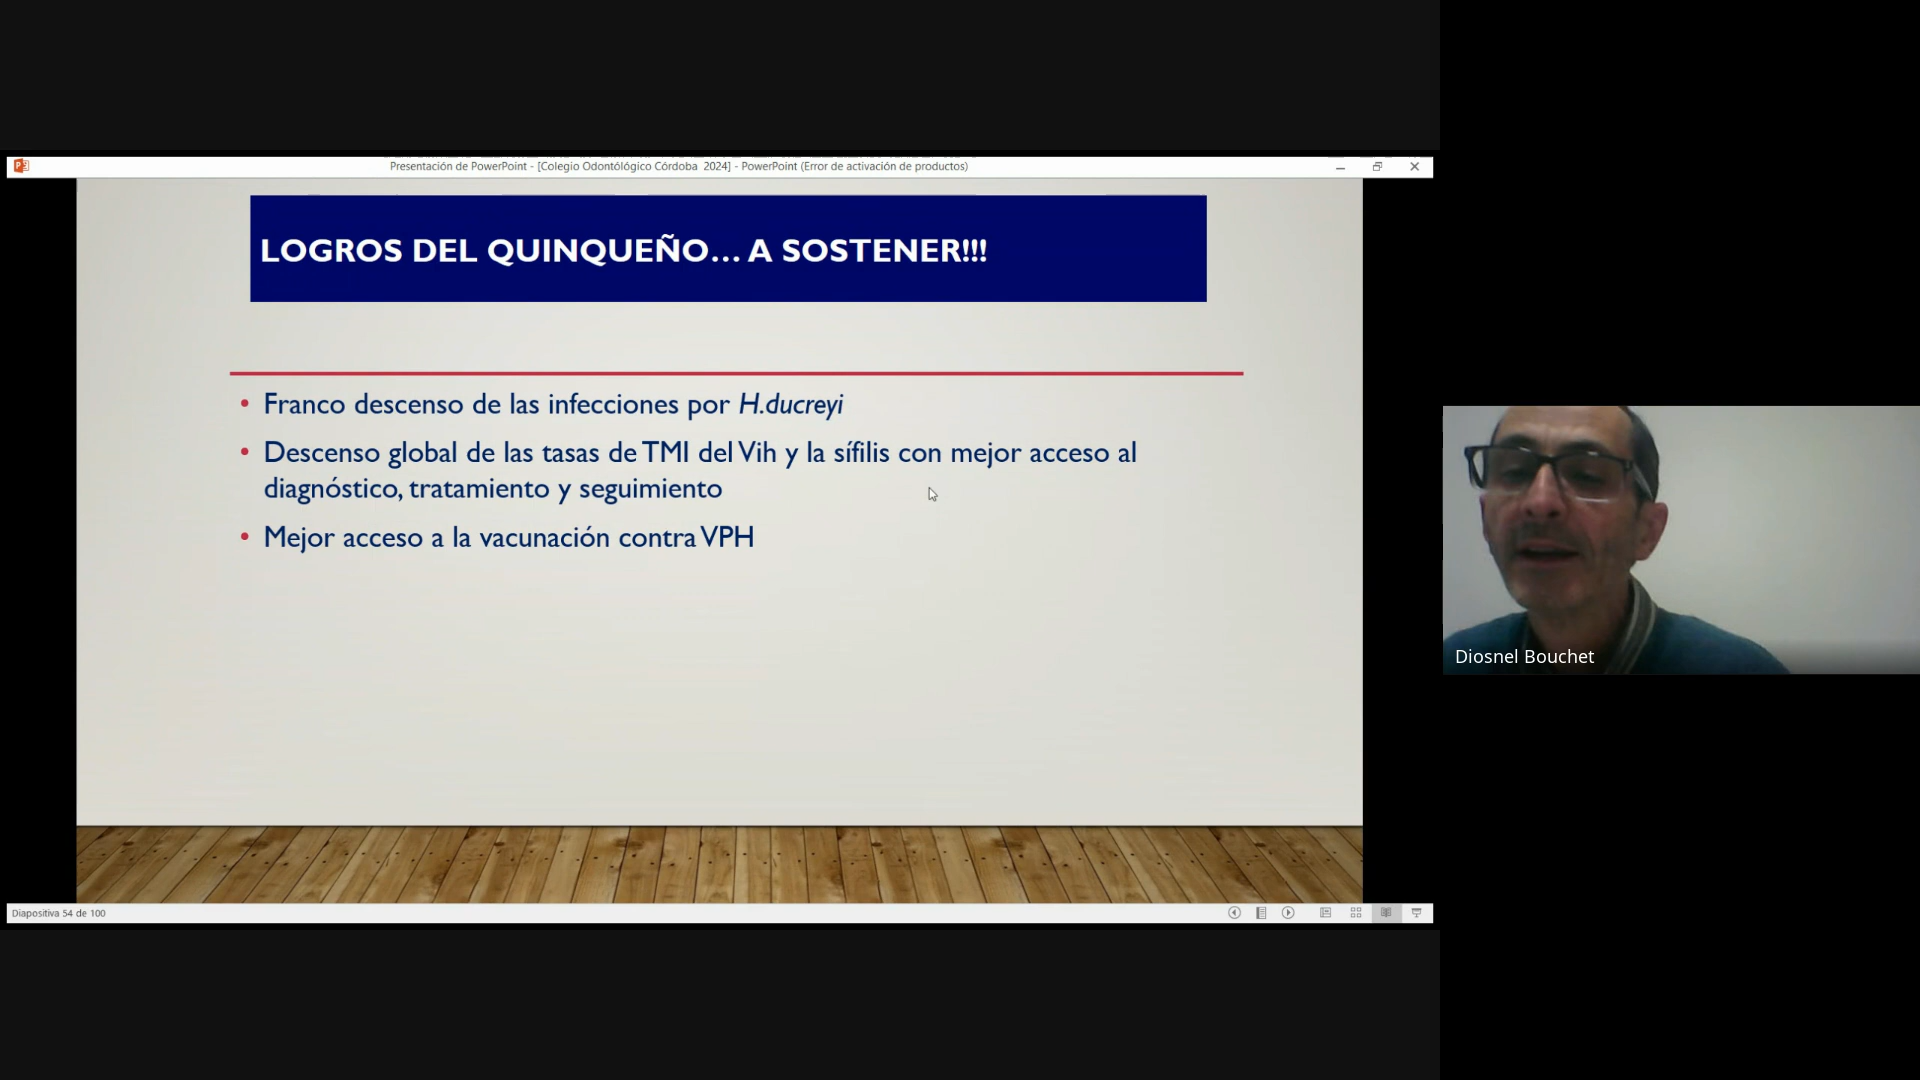 Presentación de PowerPoint - [Colegio Odontólógico Córdoba  2024] - PowerPoint (Error de activación de productos)
LOGROS DEL QUINQUEÑO... A SOSTENER!!!
• Franco descenso de las infecciones por H.ducreyi
• Descenso global de las tasas de TMI del Vih y la sífilis con mejor acceso al
diagnóstico, tratamiento y seguimiento
• Mejor acceso a la vacunación contra VPH
Diosnel Bouchet
Diapositiva 54 de 100